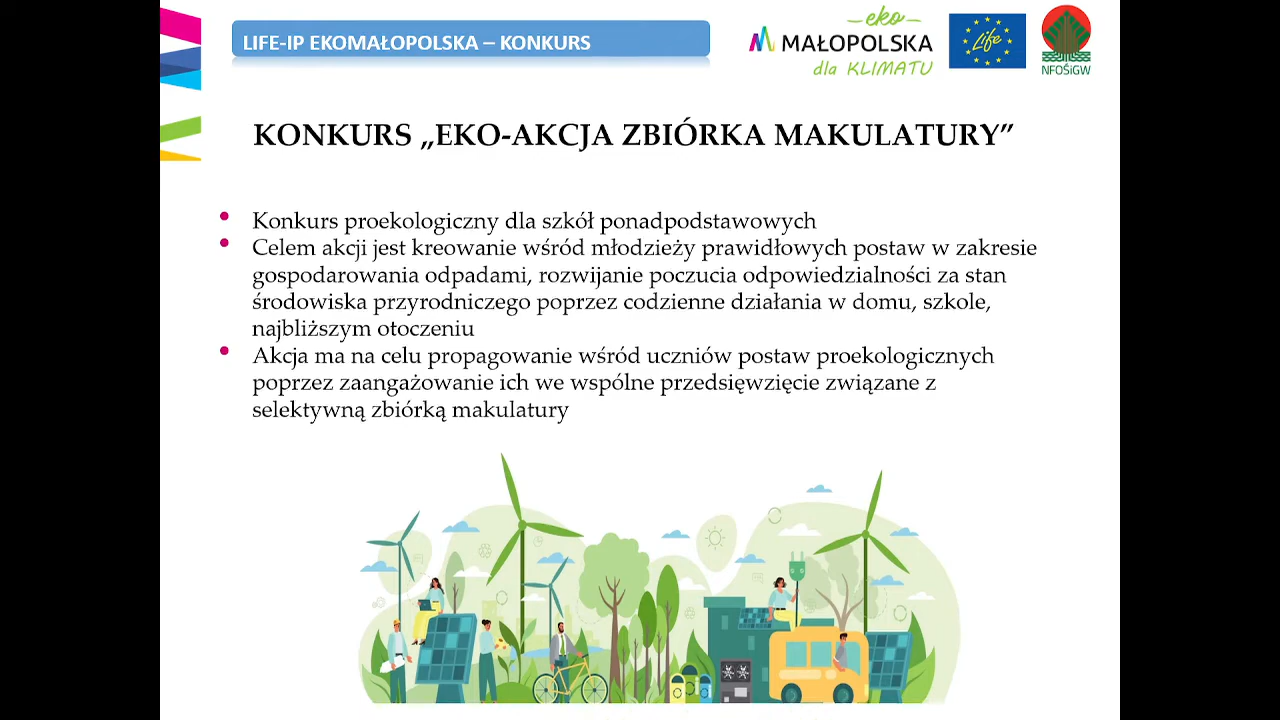 LIFE-IP EKOMAŁOPOLSKA – KONKURS
eko
MAŁOPOLSKA
dla KLIMATU
Life
NFOŚiGW
KONKURS „EKO-AKCJA ZBIÓRKA MAKULATURY”
• Konkurs proekologiczny dla szkół ponadpodstawowych
• Celem akcji jest kreowanie wśród młodzieży prawidłowych postaw w zakresie
gospodarowania odpadami, rozwijanie poczucia odpowiedzialności za stan
środowiska przyrodniczego poprzez codzienne działania w domu, szkole,
najbliższym otoczeniu
• Akcja ma na celu propagowanie wśród uczniów postaw proekologicznych
poprzez zaangażowanie ich we wspólne przedsięwzięcie związane z
selektywną zbiórką makulatury